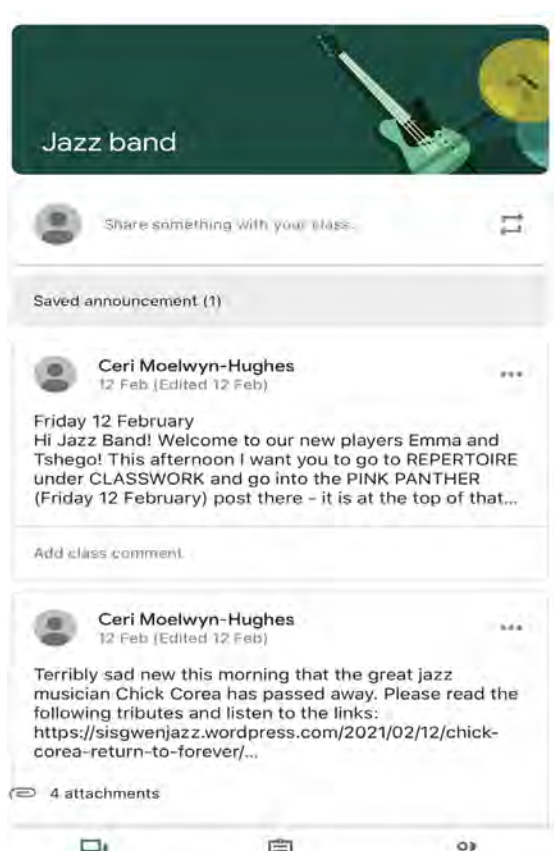 Jazz band
Share something with your class...
Saved announcement (1)
Ceri Moelwyn-Hughes
12 Feb (Edited 12 Feb)
Friday 12 February
Hi Jazz Band! Welcome to our new players Emma and
Tshego! This afternoon I want you to go to REPERTOIRE
under CLASSWORK and go into the PINK PANTHER
(Friday 12 February) post there – it is at the top of that...
Add class comment
Ceri Moelwyn-Hughes
12 Feb (Edited 12 Feb)
Terribly sad new this morning that the great jazz
musician Chick Corea has passed away. Please read the
following tributes and listen to the links:
https://sisgwenjazz.wordpress.com/2021/02/12/chick-
corea-return-to-forever/...
4 attachments